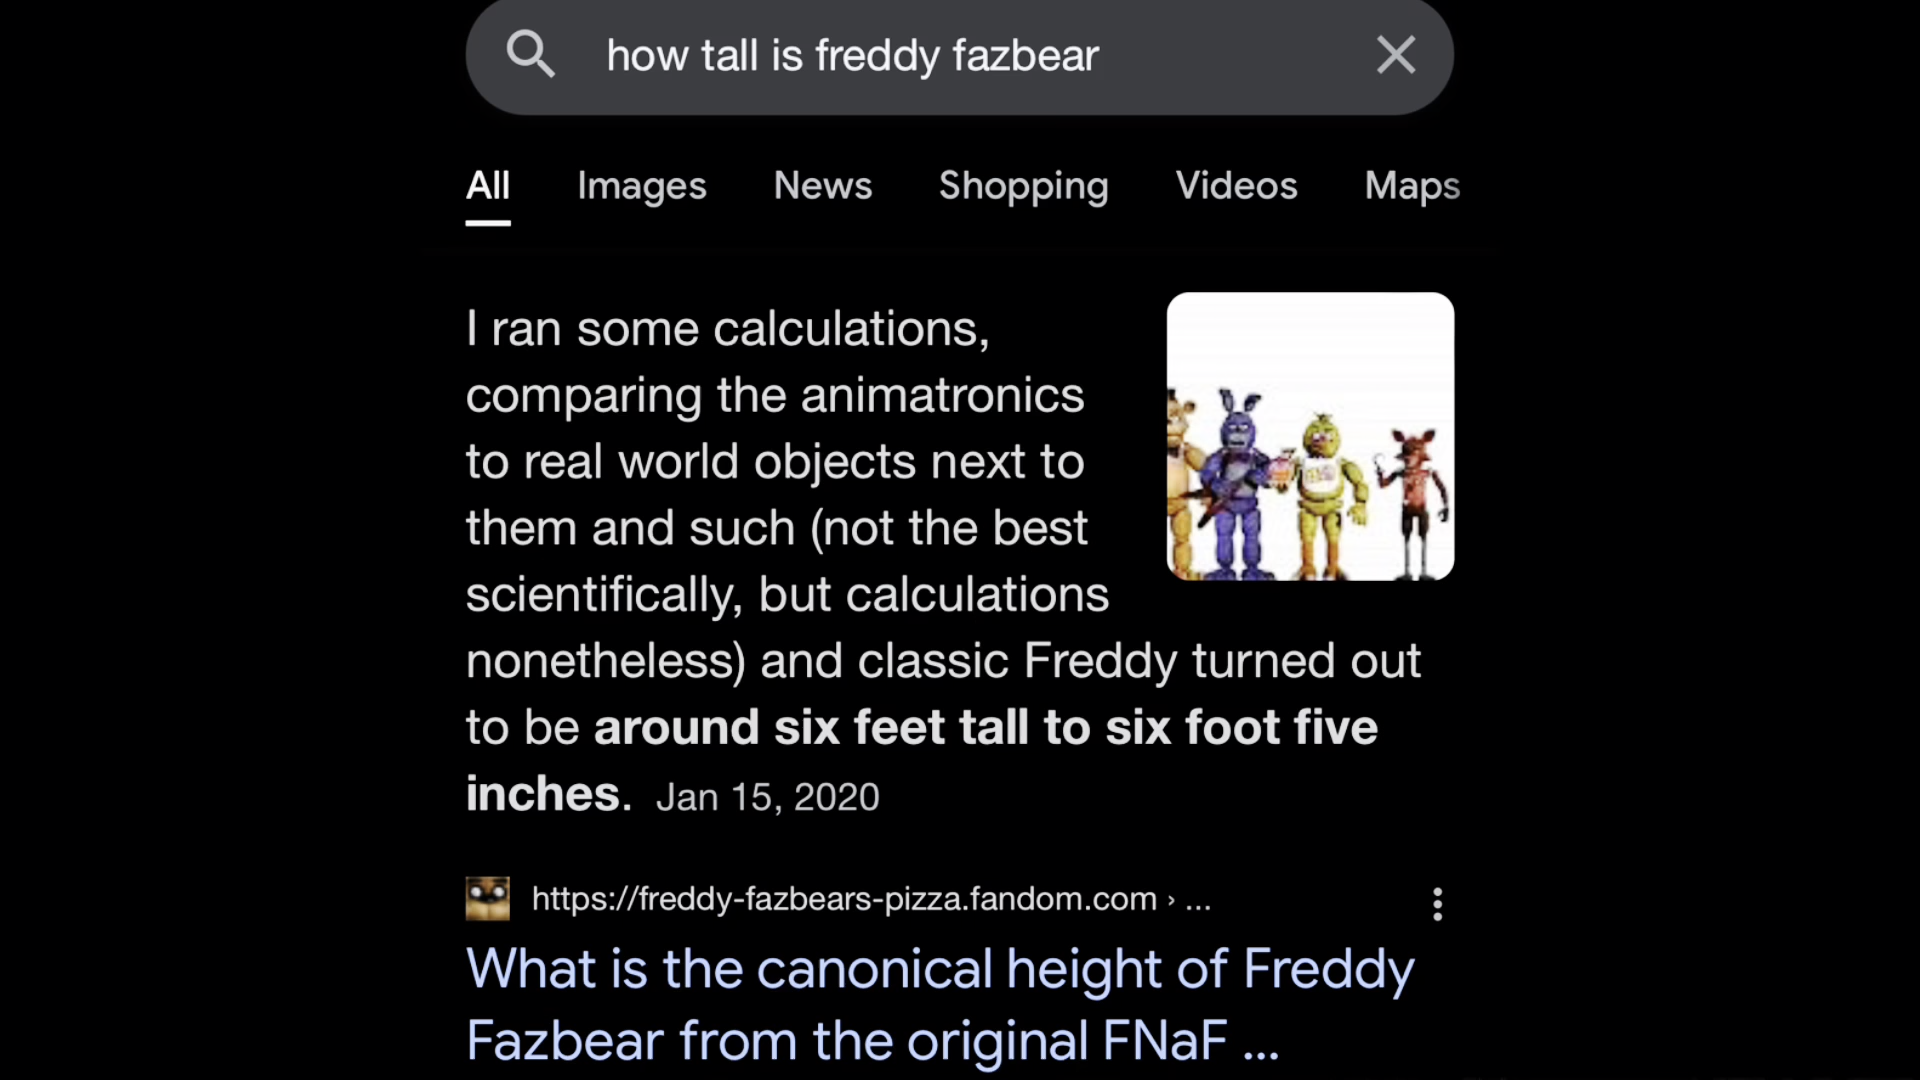 how tall is freddy fazbear
All Images News Shopping Videos Maps
I ran some calculations,
comparing the animatronics
to real world objects next to
them and such (not the best
scientifically, but calculations
nonetheless) and classic Freddy turned out
to be around six feet tall to six foot five
inches. Jan 15, 2020
https://freddy-fazbears-pizza.fandom.com › ...
What is the canonical height of Freddy
Fazbear from the original FNaF ...